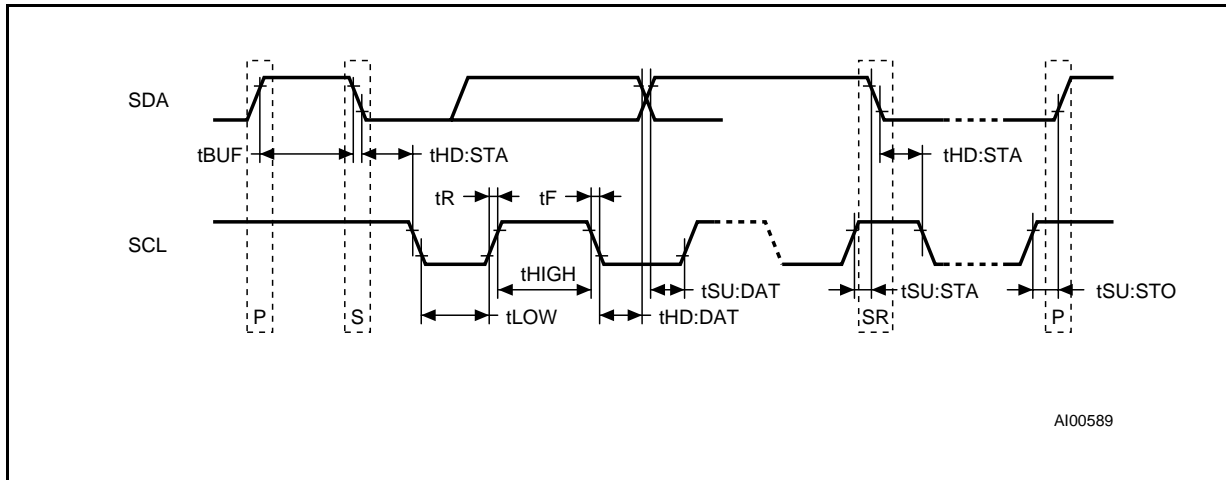 SDA
tBUF tHD:STA tHD:STA
tR tF
SCL
tHIGH tSU:DAT tSU:STA tSU:STO
P S tLOW tHD:DAT SR P
AI00589